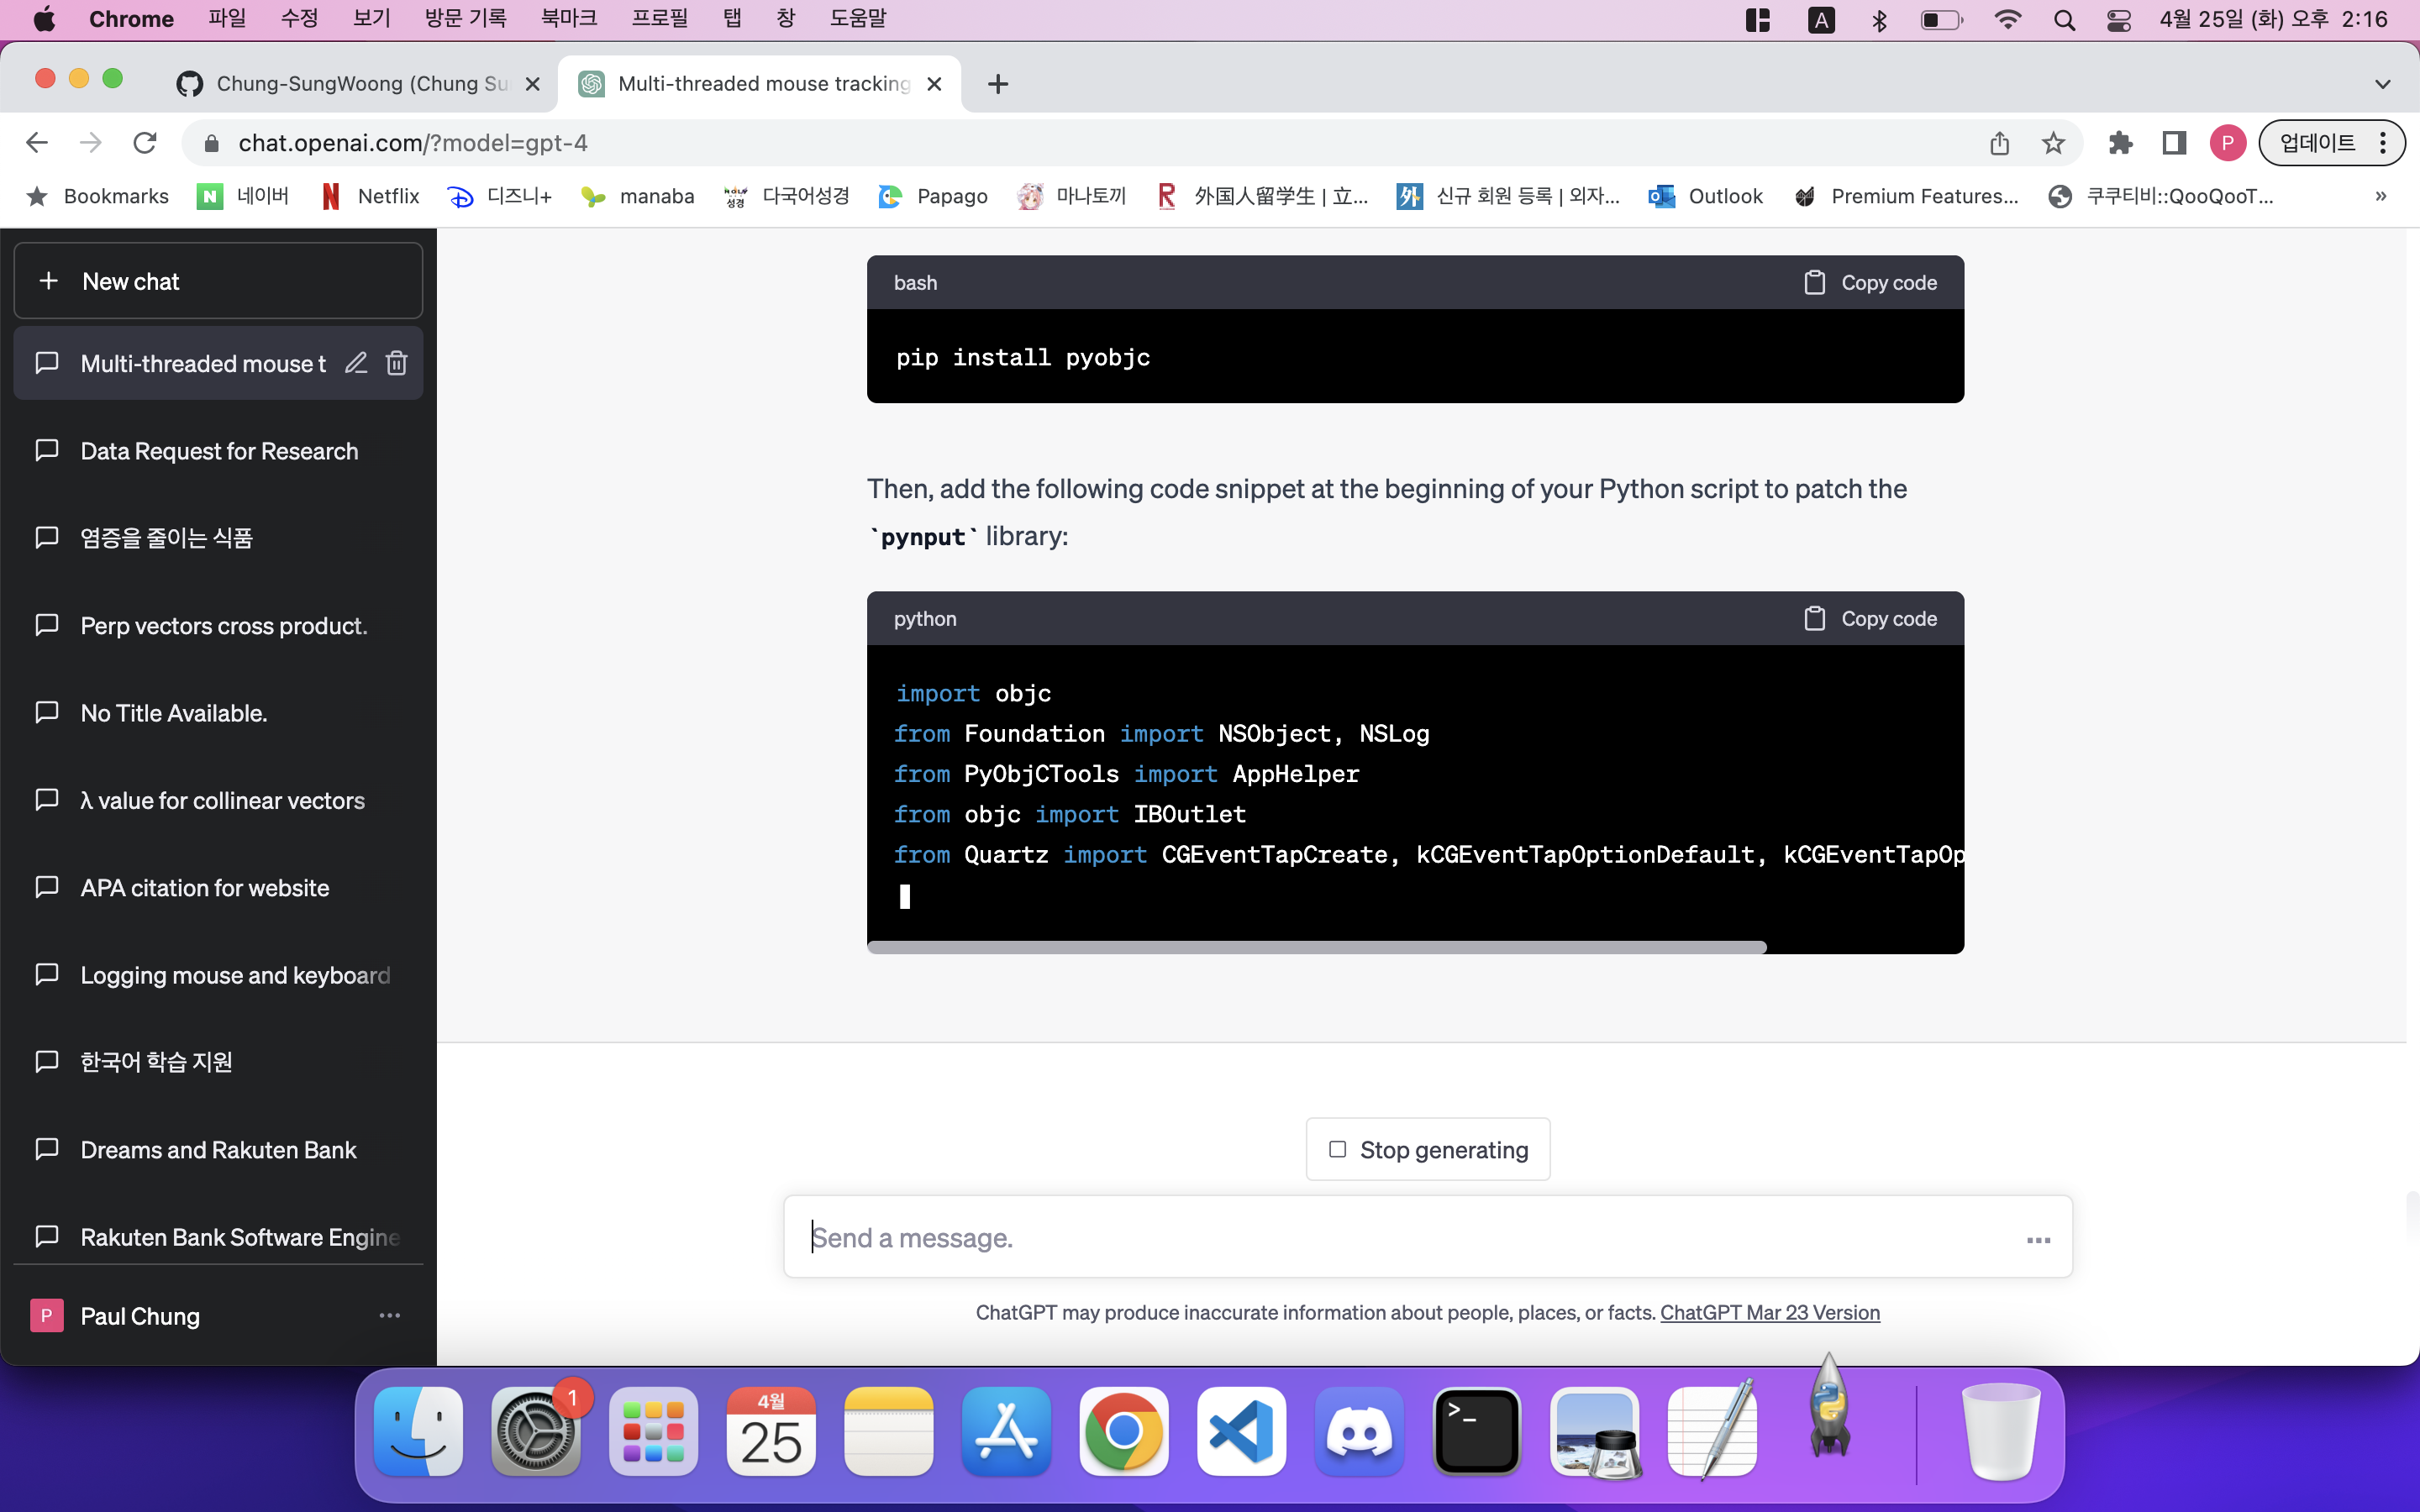 Chrome 파일 수정 보기 방문 기록 북마크 프로필 탭 창 도움말 A 4월 25일 (화) 오후 2:16
Chung-SungWoong (Chung Su
Multi-threaded mouse tracking
chat.openai.com/?model=gpt-4
P
업데이트
Bookmarks
N
네이버
N
Netflix
디즈니+
manaba
성경
다국어성경
Papago
마나토끼
R
外国人留学生 | 立...
外
신규 회원 등록 | 외자...
Outlook
Premium Features...
쿠쿠티비::QooQooT...
»
+ New chat
Multi-threaded mouse t
Data Request for Research
염증을 줄이는 식품
Perp vectors cross product.
No Title Available.
λ value for collinear vectors
APA citation for website
Logging mouse and keyboard
한국어 학습 지원
Dreams and Rakuten Bank
Rakuten Bank Software Engine
P
Paul Chung
bash
Copy code
pip install pyobjc
Then, add the following code snippet at the beginning of your Python script to patch the
`pynput` library:
python
Copy code
import objc
from Foundation import NSObject, NSLog
from PyObjCTools import AppHelper
from objc import IBOutlet
from Quartz import CGEventTapCreate, kCGEventTapOptionDefault, kCGEventTapOp
Stop generating
Send a message.
ChatGPT may produce inaccurate information about people, places, or facts. ChatGPT Mar 23 Version
1
4월
25
>_